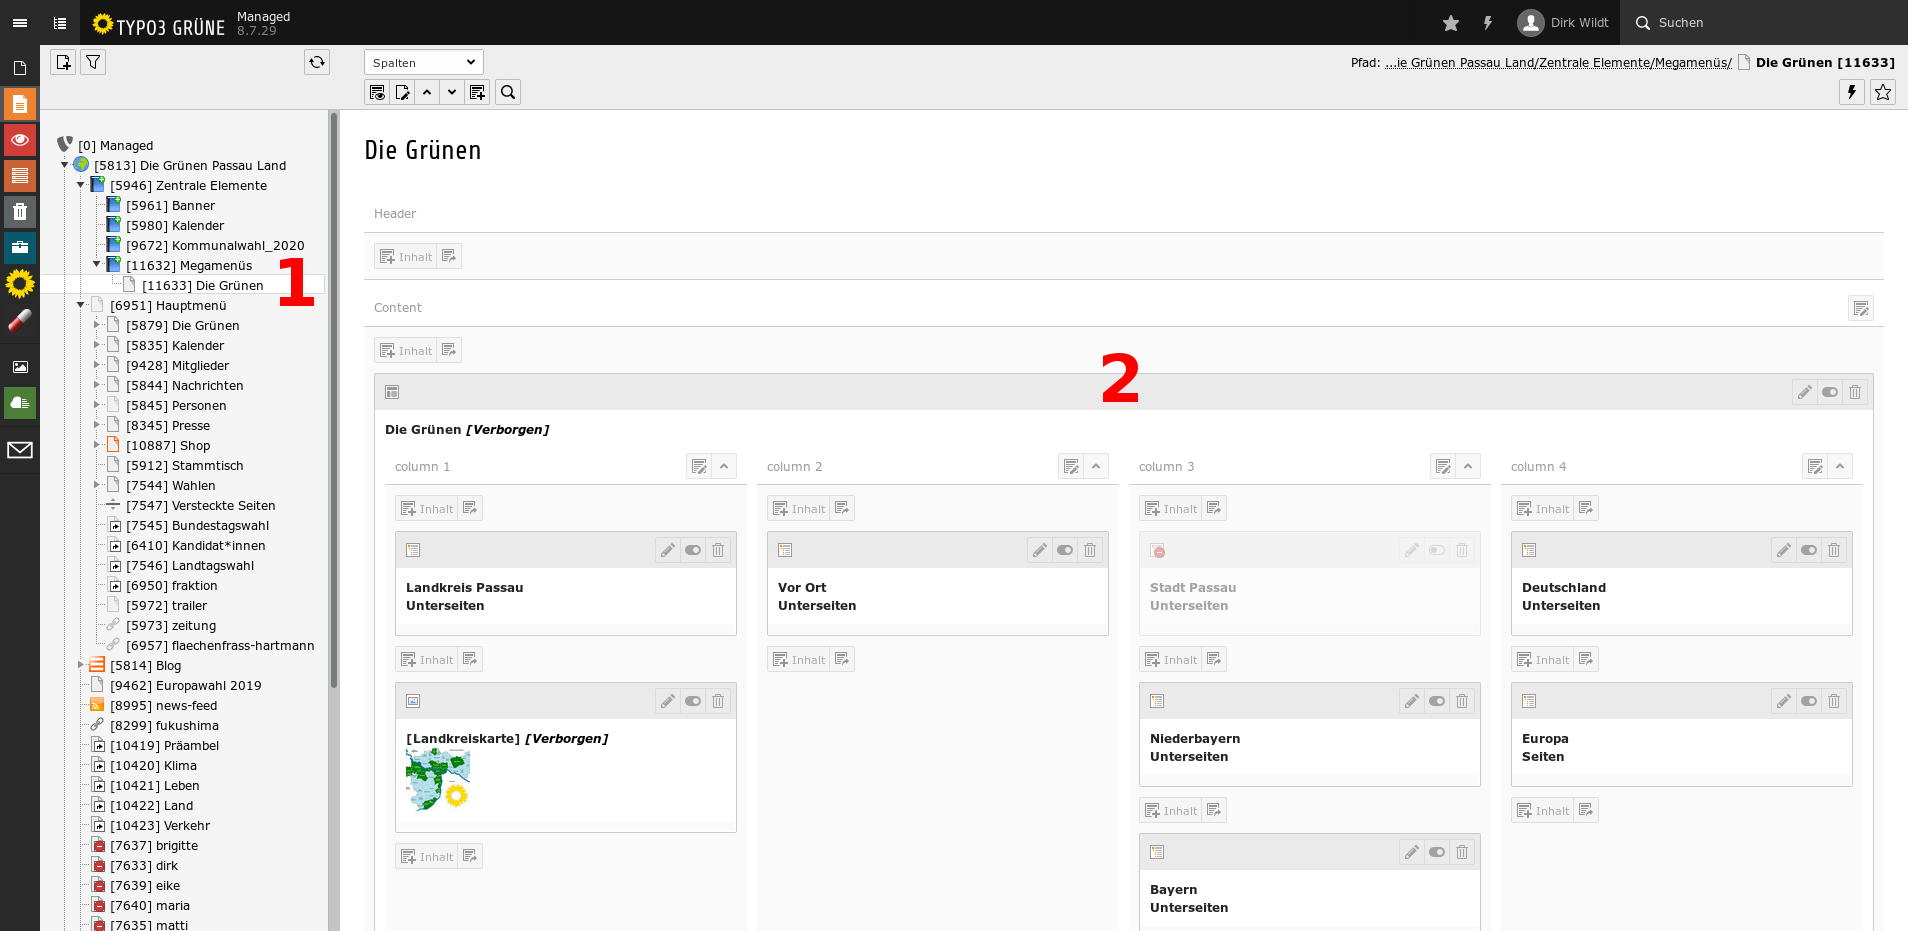 TYPO3 GRÜNE
Managed
8.7.29
Dirk Wildt
Suchen
Spalten
Pfad: ...ie Grünen Passau Land/Zentrale Elemente/Megamenüs/ Die Grünen [11633]
[0] Managed
[5813] Die Grünen Passau Land
[5946] Zentrale Elemente
[5961] Banner
[5980] Kalender
[9672] Kommunalwahl_2020
[11632] Megamenüs
[11633] Die Grünen
1
[6951] Hauptmenü
[5879] Die Grünen
[5835] Kalender
[9428] Mitglieder
[5844] Nachrichten
[5845] Personen
[8345] Presse
[10887] Shop
[5912] Stammtisch
[7544] Wahlen
[7547] Versteckte Seiten
[7545] Bundestagswahl
[6410] Kandidat*innen
[7546] Landtagswahl
[6950] fraktion
[5972] trailer
[5973] zeitung
[6957] flaechenfrass-hartmann
[5814] Blog
[9462] Europawahl 2019
[8995] news-feed
[8299] fukushima
[10419] Präambel
[10420] Klima
[10421] Leben
[10422] Land
[10423] Verkehr
[7637] brigitte
[7633] dirk
[7639] eike
[7640] maria
[7635] matti
Die Grünen
Header
Inhalt
Content
Inhalt
2
Die Grünen [Verborgen]
column 1
Inhalt
Landkreis Passau
Unterseiten
Inhalt
[Landkreiskarte] [Verborgen]
Inhalt
column 2
Inhalt
Vor Ort
Unterseiten
Inhalt
column 3
Inhalt
Stadt Passau
Unterseiten
Inhalt
Niederbayern
Unterseiten
Inhalt
Bayern
Unterseiten
column 4
Inhalt
Deutschland
Unterseiten
Inhalt
Europa
Seiten
Inhalt